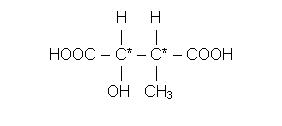 H H
HOOC – C* – C* – COOH
OH CH₃